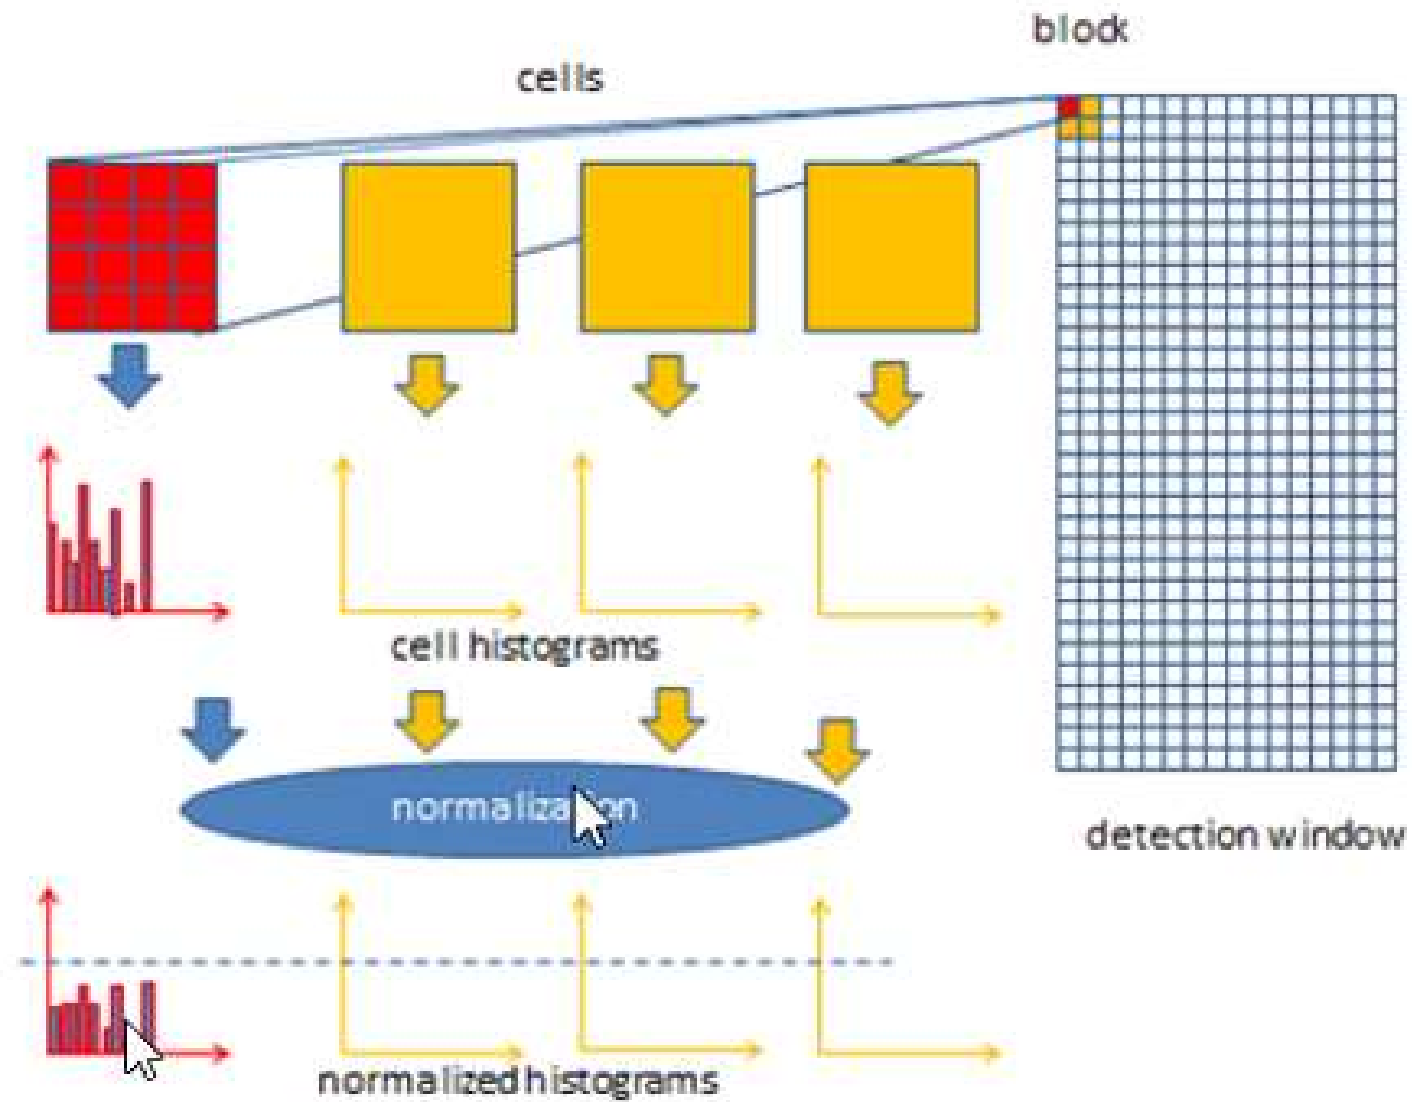 block
cells
cell histograms
normalization
detection window
normalized histograms